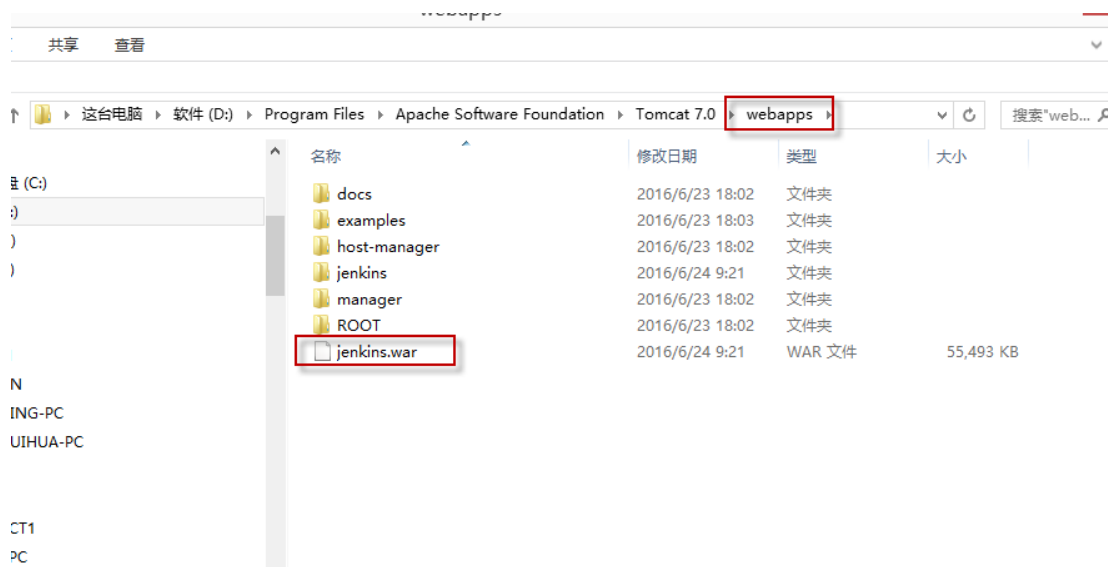 webapps
共享 查看
这台电脑 软件 (D:) Program Files Apache Software Foundation Tomcat 7.0 webapps 搜索"web...
名称 修改日期 类型 大小
docs 2016/6/23 18:02 文件夹
examples 2016/6/23 18:03 文件夹
host-manager 2016/6/23 18:02 文件夹
jenkins 2016/6/24 9:21 文件夹
manager 2016/6/23 18:02 文件夹
ROOT 2016/6/23 18:02 文件夹
jenkins.war 2016/6/24 9:21 WAR 文件 55,493 KB
盘 (C:)
:)
)
)
N
ING-PC
UIHUA-PC
CT1
PC